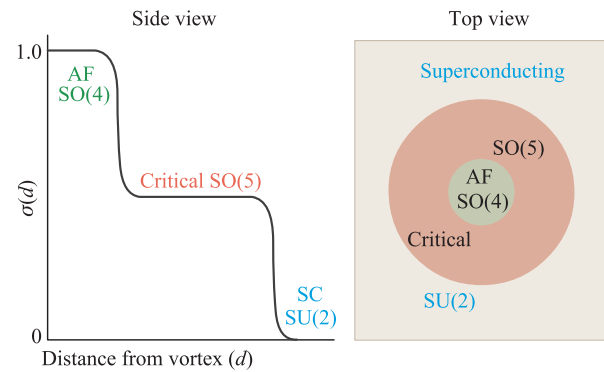 Side view
1.0
AF
SO(4)
Critical SO(5)
σ(d)
SC
SU(2)
0
Distance from vortex (d)
Top view
Superconducting
SO(5)
AF
SO(4)
Critical
SU(2)